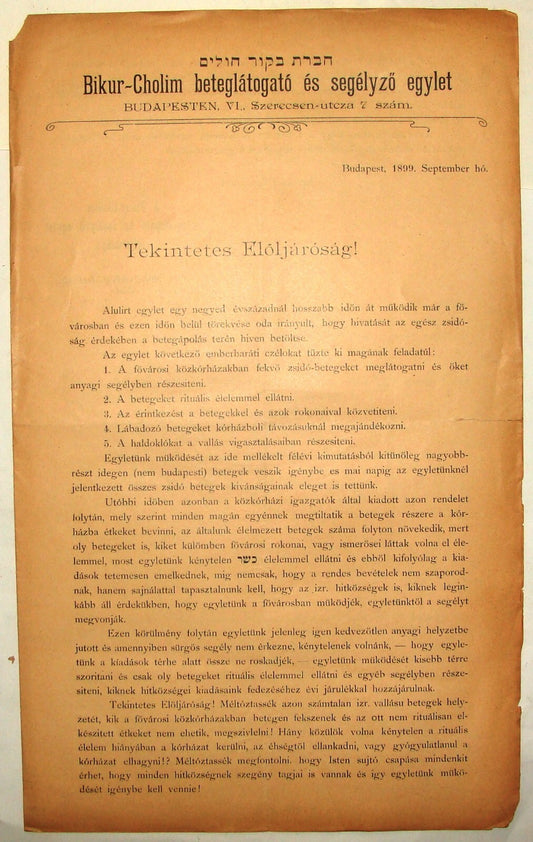 חברת בקור חולים
Bikur-Cholim beteglátogató és segélyző egylet
BUDAPESTEN, VI., Szerecsen-utcza 7 szám.
Budapest, 1899. September hó.
Tekintetes Elöljáróság!
Alulirt egylet egy negyed évszázadnál hosszabb időn át működik már a fő-
városban és ezen időn belül törekvése oda irányult, hogy hivatását az egész zsidó-
ság érdekében a betegápolás terén hiven betöltse.
Az egylet következő emberbaráti czélokat tűzte ki magának feladatúl:
1. A fővárosi közkórházakban fekvő zsidó-betegeket meglátogatni és őket
anyagi segélyben részesiteni.
2. A betegeket rituális élelemmel ellátni.
3. Az érintkezést a betegekkel és azok rokonaival közvetiteni.
4. Lábadozó betegeket kórházbóli távozásuknál megajándékozni.
5. A haldoklókat a vallás vigasztalásaiban részesiteni.
Egyletünk működését az ide mellékelt félévi kimutatásból kitünőleg nagyobb-
részt idegen (nem budapesti) betegek veszik igénybe es mai napig az egyletünknél
jelentkezett összes zsidó betegek kivánságainak eleget is tettünk.
Utóbbi időben azonban a közkórházi igazgatók által kiadott azon rendelet
folytán, mely szerint minden magán egyénnek megtiltatik a betegek részere a kór-
házba étkeket bevinni, az általunk élelmezett betegek száma folyton növekedik, mert
oly betegeket is, kiket külömben fővárosi rokonai, vagy ismerősei láttak volna el éle-
lemmel, most egyletünk kénytelen כשר élelemmel ellátni és ebből kifolyólag a kia-
dások tetemesen emelkednek, mig nemcsak, hogy a rendes bevételek nem szaporod-
nak, hanem sajnálattal tapasztalnunk kell, hogy az izr. hitközségek is, kiknek legin-
kább áll érdekükben, hogy egyletünk a fővárosban működjék, egyletünktől a segélyt
megvonják.
Ezen körülmény folytán egyletünk jelenleg igen kedvezőtlen anyagi helyzetbe
jutott és amennyiben sürgős segély nem érkezne, kénytelenek volnánk, — hogy egyle-
tünk a kiadások térhe alatt össze ne roskadjék, — egyletünk működését kisebb térre
szoritani és csak oly betegeket rituális élelemmel ellátni és egyéb segélyben része-
siteni, kiknek hitközségei kiadásaink fedezéséhez évi járulékkal hozzájárulnak.
Tekintetes Elöljáróság! Méltóztassék azon számtalan izr. vallásu betegek hely-
zetét, kik a fővárosi közkórházakban betegen fekszenek és az ott nem rituálisan el-
készitett étkeket nem ehetik, megszivlelni! Hány közülök volna kénytelen a rituális
élelem hiányában a kórházat kerülni, az éhségtől ellankadni, vagy gyógyulatlanul a
kórházat elhagyni!? Méltóztassék megfontolni. hogy Isten sujtó csapása mindenkit
érhet, hogy minden hitközségnek szegény tagjai is vannak és igy egyletünk műkö-
dését igénybe kell vennie!